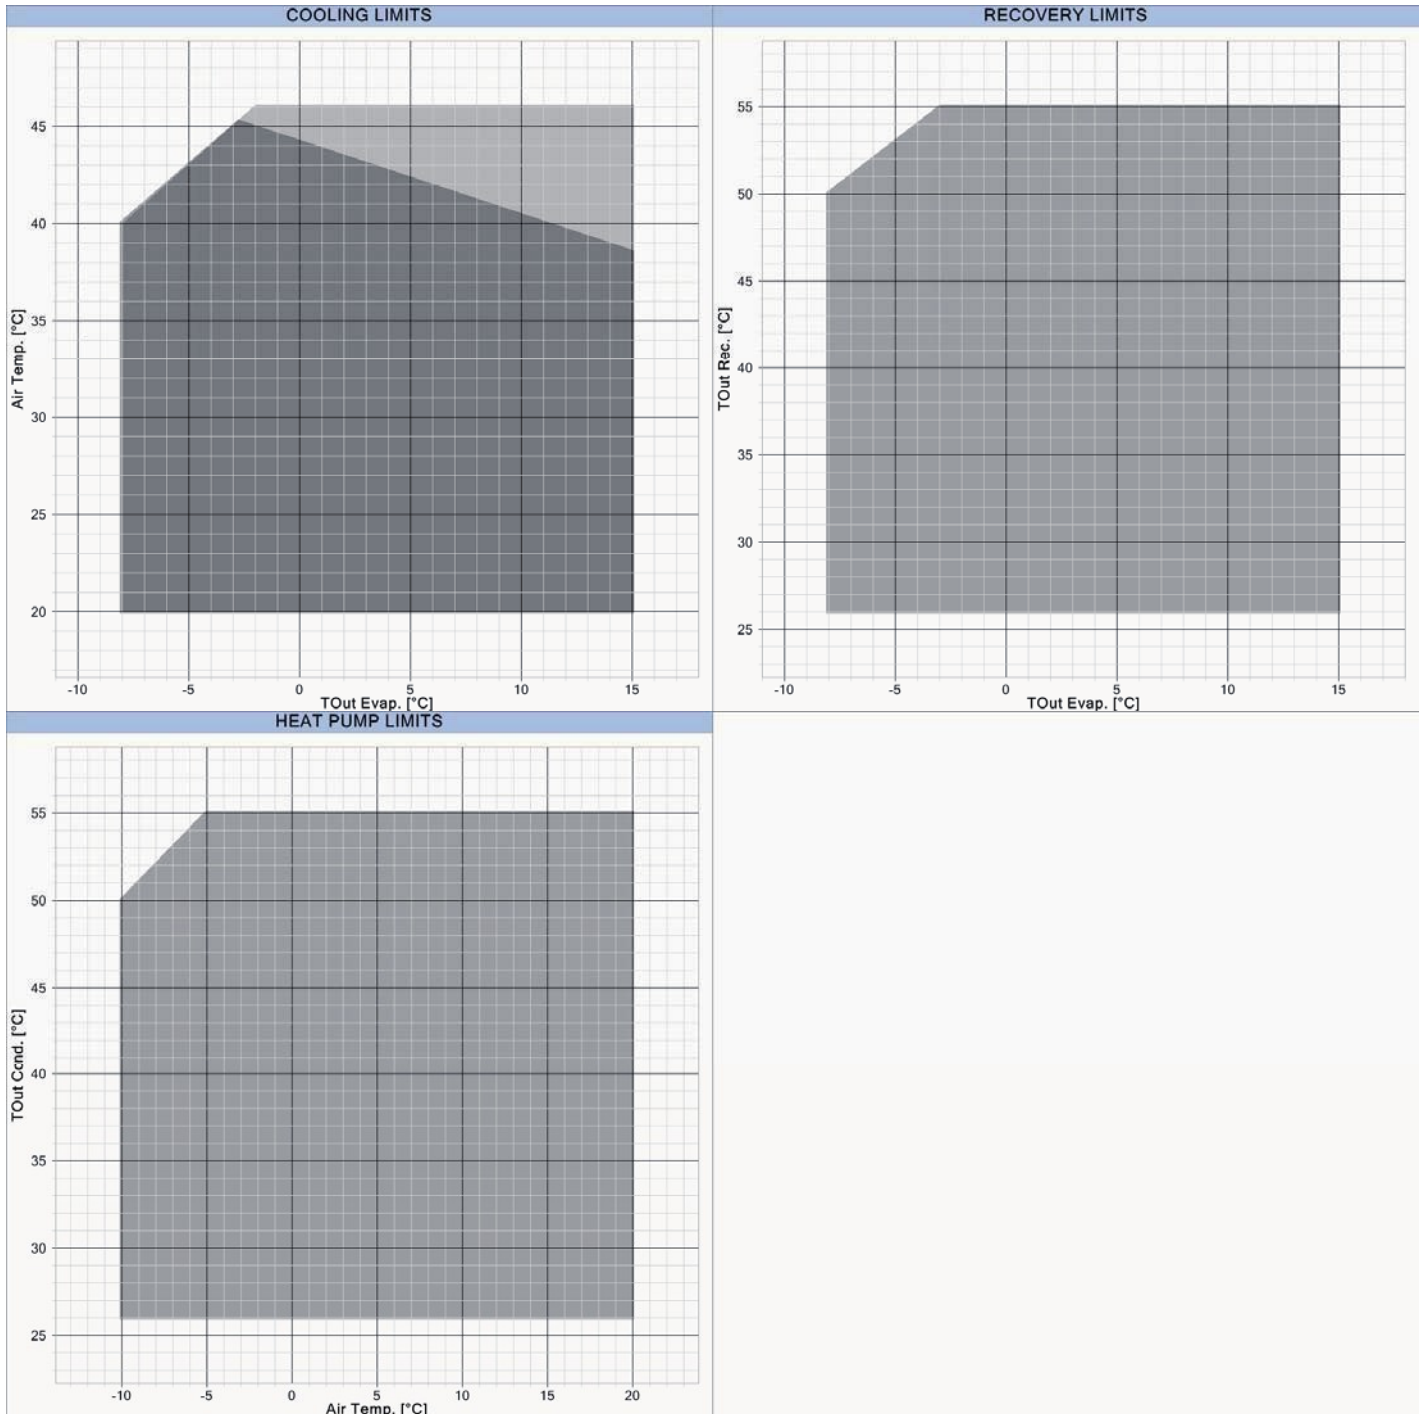 COOLING LIMITS
45
40
35
30
25
20
Air Temp. [°C]
-10 -5 0 5 10 15
TOut Evap. [°C]
RECOVERY LIMITS
55
50
45
40
35
30
25
TOut Rec. [°C]
-10 -5 0 5 10 15
TOut Evap. [°C]
HEAT PUMP LIMITS
55
50
45
40
35
30
25
TOut Cond. [°C]
-10 -5 0 5 10 15 20
Air Temp. [°C]